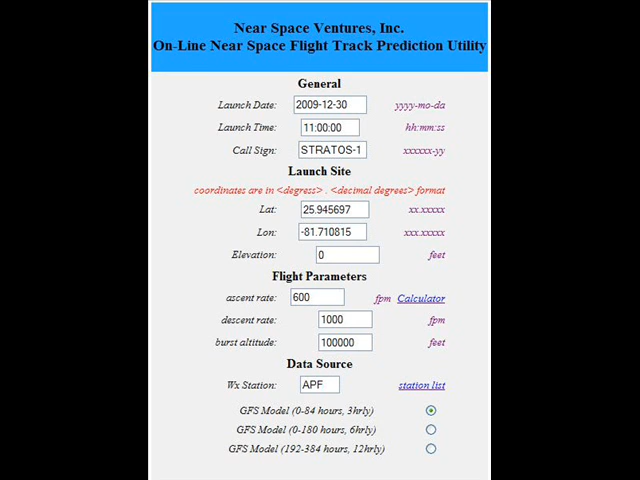 Near Space Ventures, Inc.
On-Line Near Space Flight Track Prediction Utility
General
Launch Date: 2009-12-30 yyyy-mo-da
Launch Time: 11:00:00 hh:mm:ss
Call Sign: STRATOS-1 xxxxxx-yy
Launch Site
coordinates are in <degress> . <decimal degrees> format
Lat: 25.945697 xx.xxxxx
Lon: -81.710815 xxx.xxxxx
Elevation: 0 feet
Flight Parameters
ascent rate: 600 fpm Calculator
descent rate: 1000 fpm
burst altitude: 100000 feet
Data Source
Wx Station: APF station list
GFS Model (0-84 hours, 3hrly)
GFS Model (0-180 hours, 6hrly)
GFS Model (192-384 hours, 12hrly)